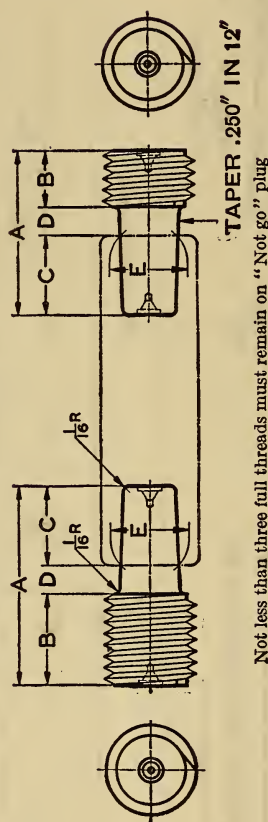 A
B
D
C
1/16 R
1/16 R
E
A
B
D
C
E
TAPER .250" IN 12"
Not less than three full threads must remain on "Not go" plug